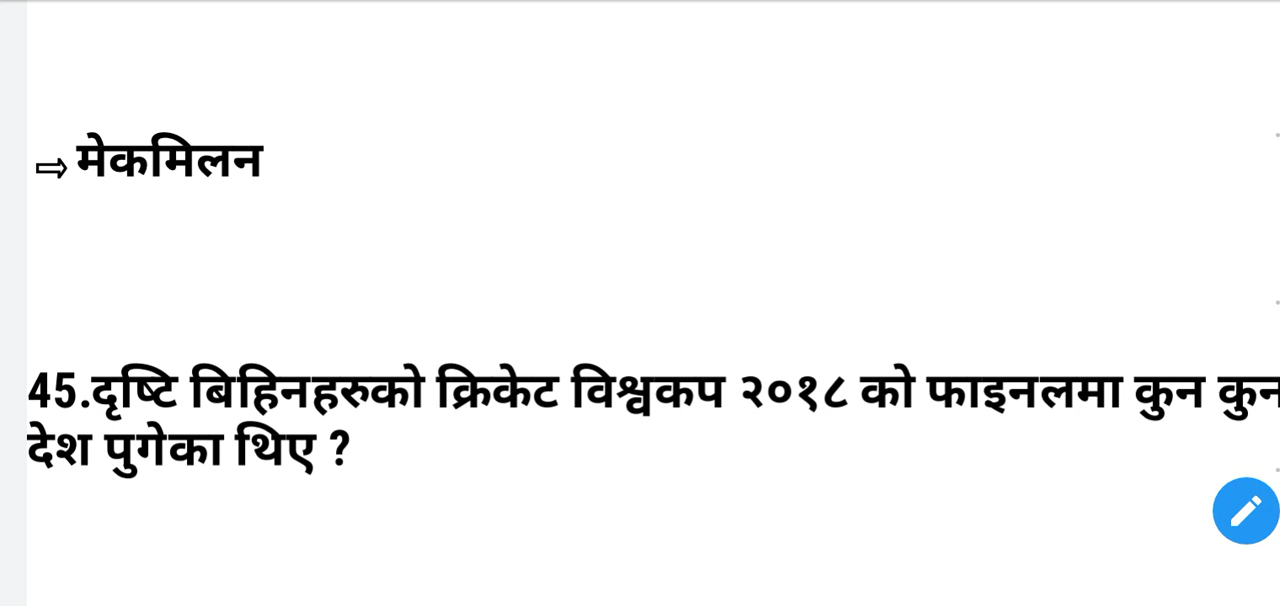 ⇨ मेकमिलन
45.दृष्टि बिहिनहरुको क्रिकेट विश्वकप २०१८ को फाइनलमा कुन कुन
देश पुगेका थिए ?